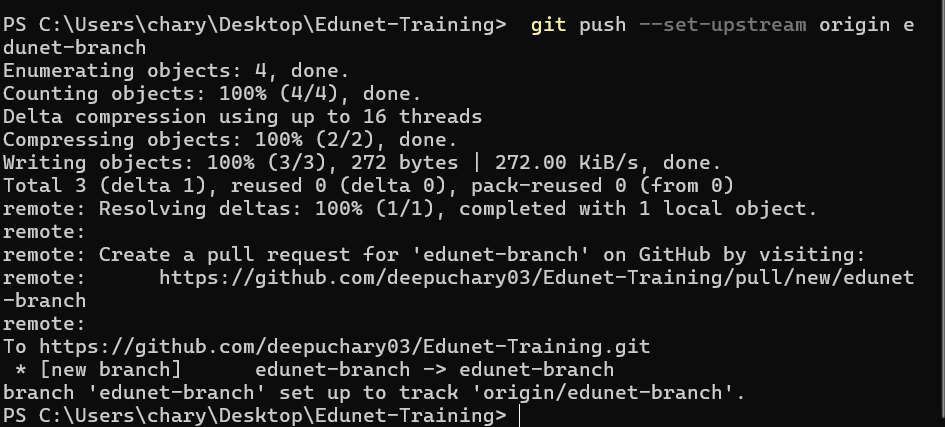 PS C:\Users\chary\Desktop\Edunet-Training>  git push --set-upstream origin e
dunet-branch
Enumerating objects: 4, done.
Counting objects: 100% (4/4), done.
Delta compression using up to 16 threads
Compressing objects: 100% (2/2), done.
Writing objects: 100% (3/3), 272 bytes | 272.00 KiB/s, done.
Total 3 (delta 1), reused 0 (delta 0), pack-reused 0 (from 0)
remote: Resolving deltas: 100% (1/1), completed with 1 local object.
remote:
remote: Create a pull request for 'edunet-branch' on GitHub by visiting:
remote:      https://github.com/deepuchary03/Edunet-Training/pull/new/edunet
-branch
remote:
To https://github.com/deepuchary03/Edunet-Training.git
 * [new branch]      edunet-branch -> edunet-branch
branch 'edunet-branch' set up to track 'origin/edunet-branch'.
PS C:\Users\chary\Desktop\Edunet-Training>